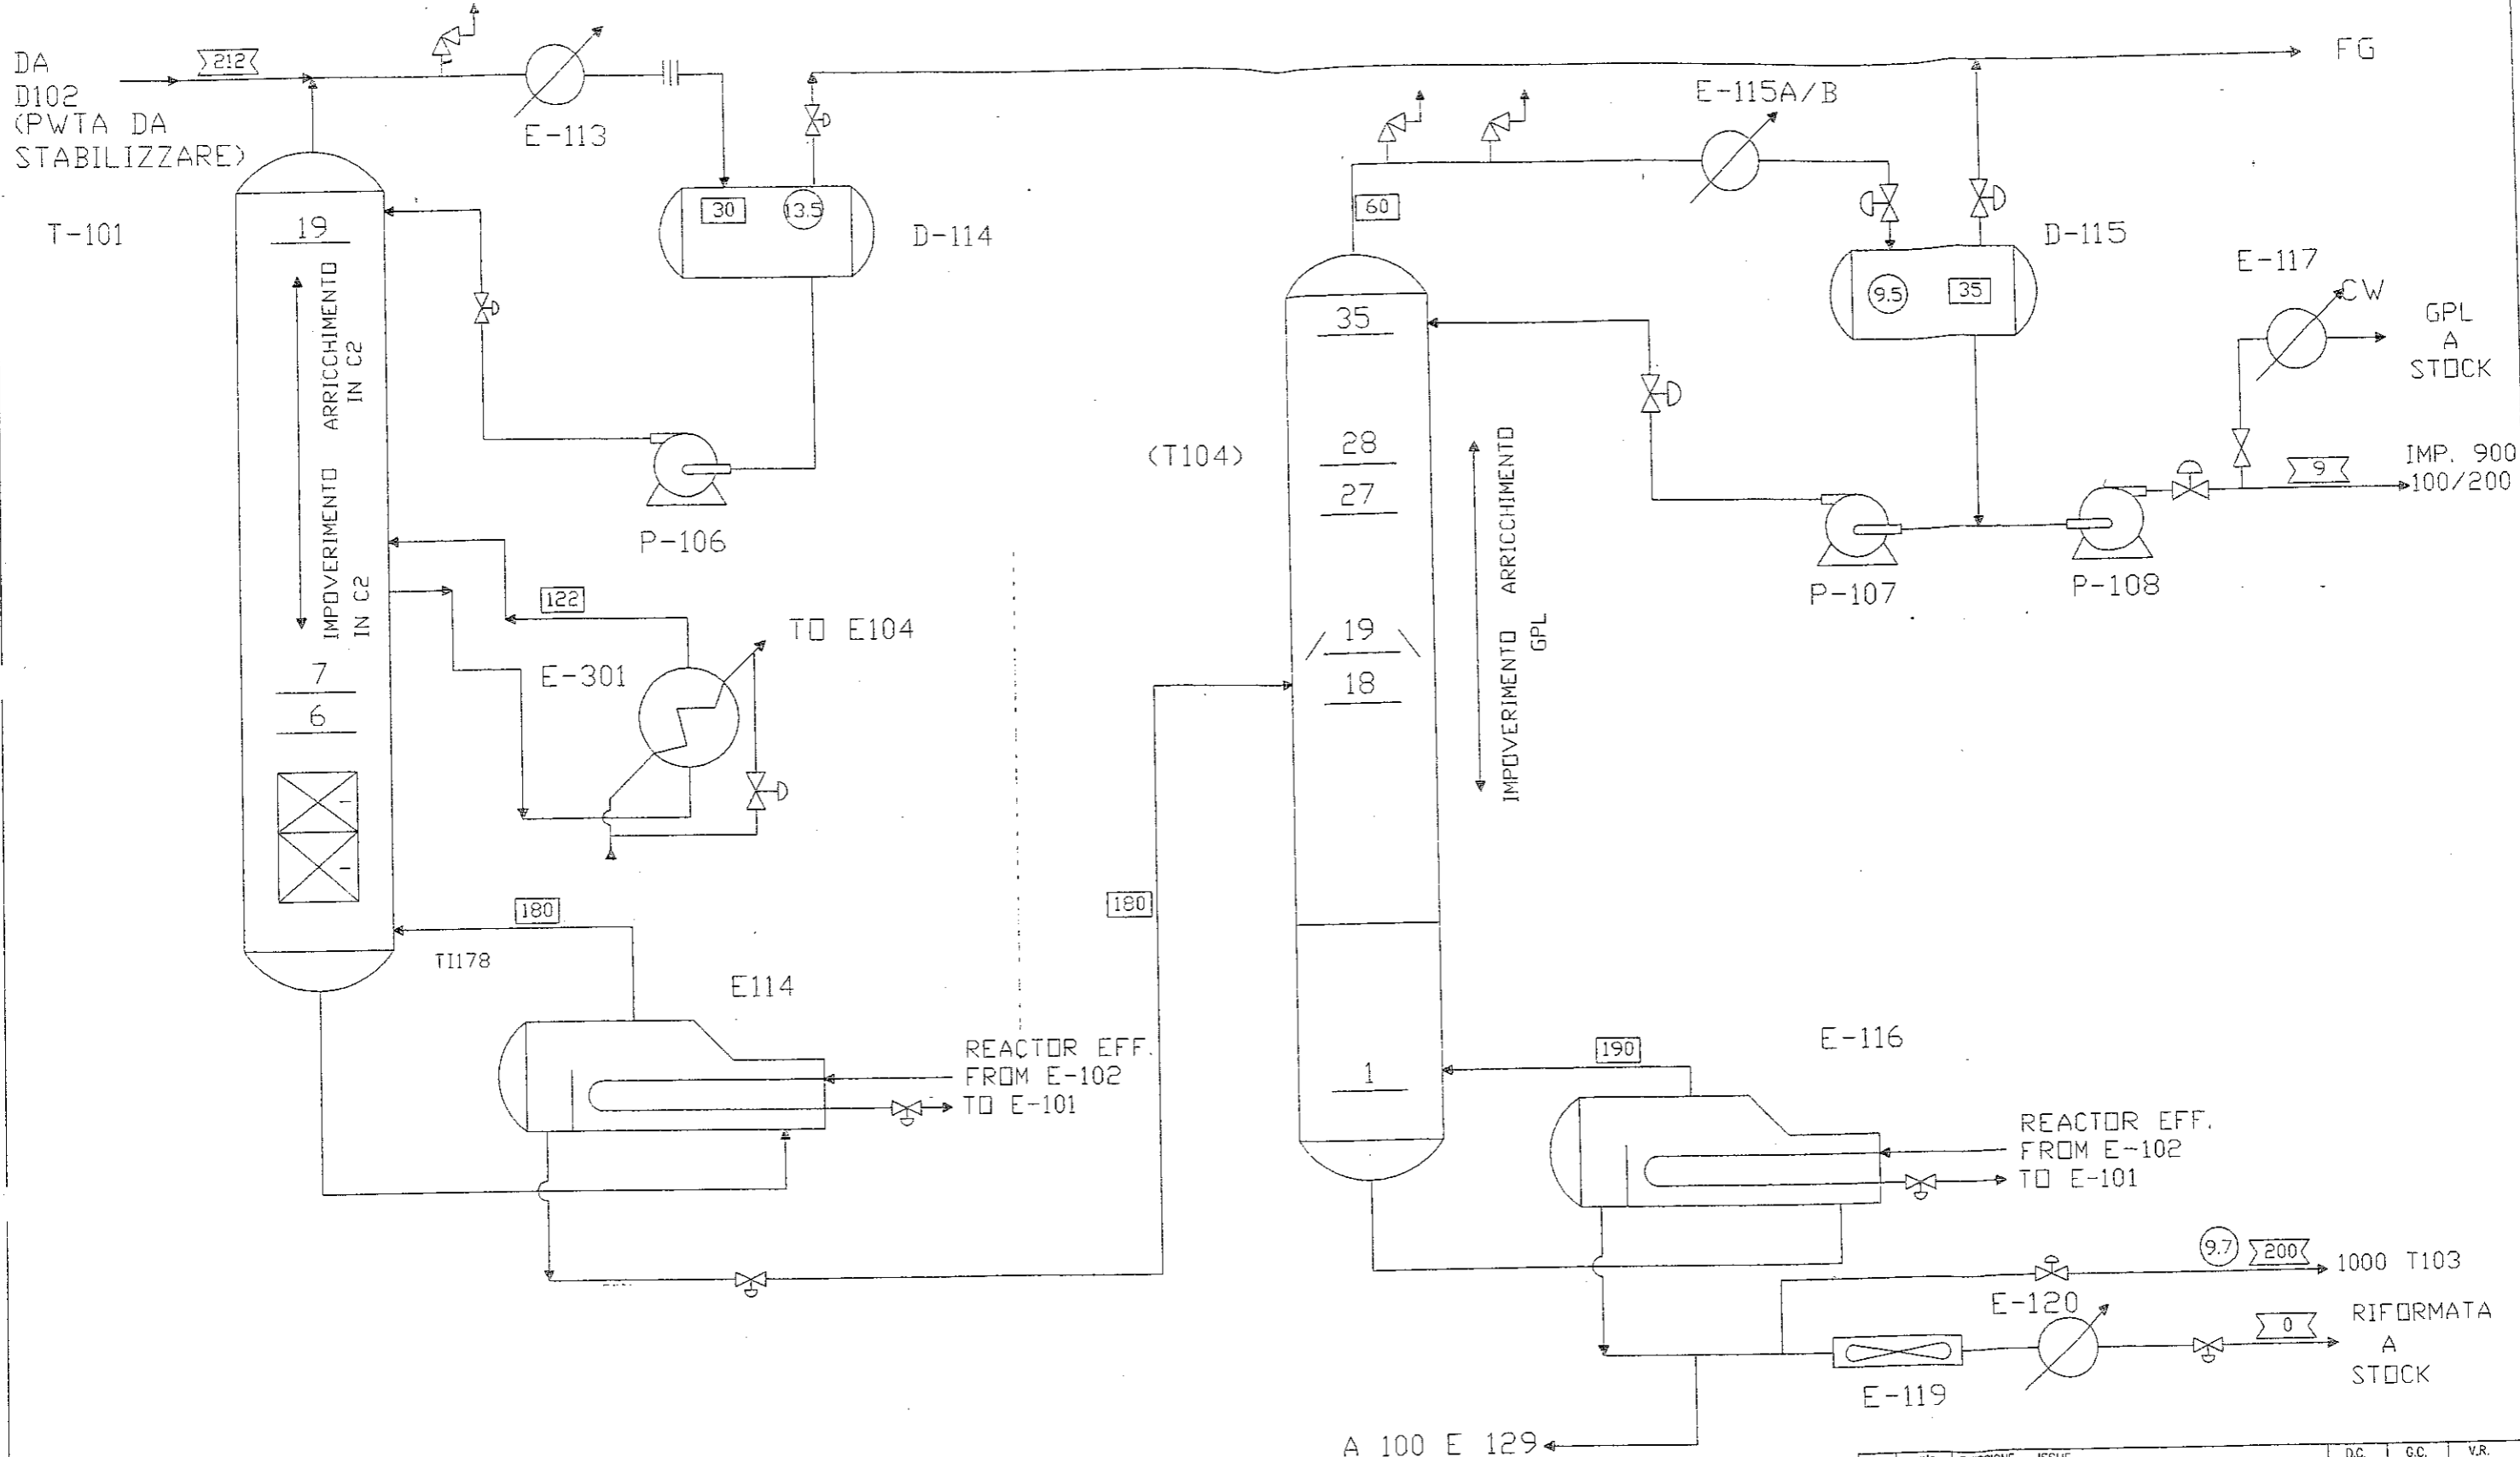 DA
D102
(PWTA DA
STABILIZZARE)
212
E-113
FG
E-115A/B
T-101
19
30
13.5
D-114
60
D-115
9.5
35
E-117
CW
GPL
A
STOCK
ARRICCHIMENTO
IN C2
IMPOVERIMENTO
IN C2
35
(T104)
28
27
ARRICCHIMENTO
IMPOVERIMENTO
GPL
P-106
P-107
P-108
9
IMP. 900
100/200
122
TO E104
E-301
7
6
19
18
180
TI178
E114
180
REACTOR EFF.
FROM E-102
TO E-101
1
190
E-116
REACTOR EFF.
FROM E-102
TO E-101
9.7
200
1000 T103
E-120
0
RIFORMATA
A
STOCK
E-119
A 100 E 129
D.C. G.C. V.R.